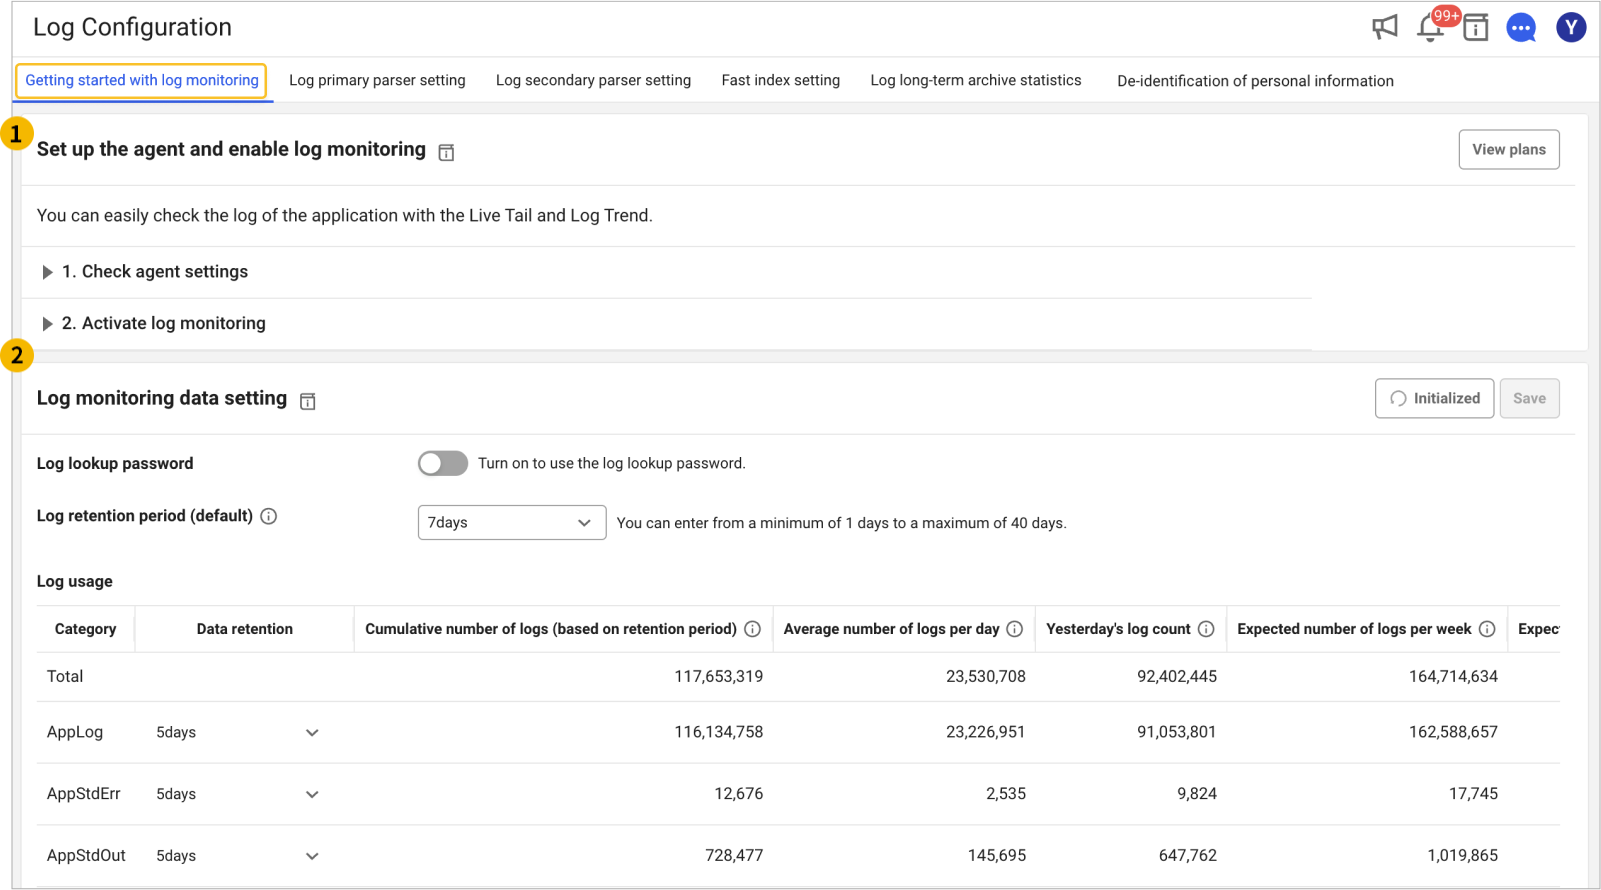 Log Configuration
99+
Y
Getting started with log monitoring
Log primary parser setting
Log secondary parser setting
Fast index setting
Log long-term archive statistics
De-identification of personal information
1
Set up the agent and enable log monitoring
View plans
You can easily check the log of the application with the Live Tail and Log Trend.
1. Check agent settings
2. Activate log monitoring
2
Log monitoring data setting
Initialized
Save
Log lookup password
Turn on to use the log lookup password.
Log retention period (default)
7days
You can enter from a minimum of 1 days to a maximum of 40 days.
Log usage
Category Data retention Cumulative number of logs (based on retention period) Average number of logs per day Yesterday's log count Expected number of logs per week Expec
Total 117,653,319 23,530,708 92,402,445 164,714,634
AppLog 5days 116,134,758 23,226,951 91,053,801 162,588,657
AppStdErr 5days 12,676 2,535 9,824 17,745
AppStdOut 5days 728,477 145,695 647,762 1,019,865